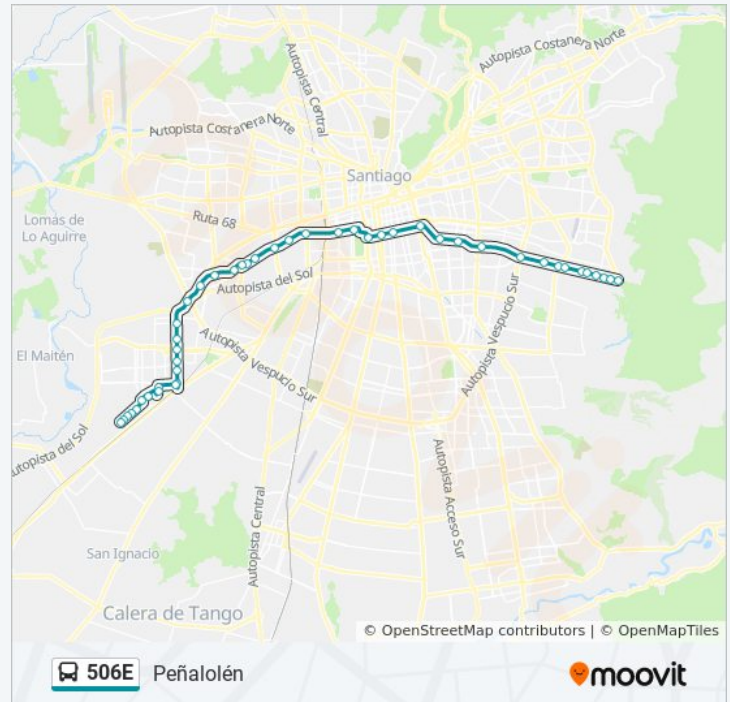 Autopista Costanera Norte
Autopista Central
Autopista Costanera Norte
Santiago
Ruta 68
Lomas de
Lo Aguirre
Autopista del Sol
Autopista Vespucio Sur
El Maitén
Autopista Vespucio Sur
Autopista del Sol
Autopista Central
Autopista Acceso Sur
San Ignacio
Calera de Tango
© OpenStreetMap contributors | © OpenMapTiles
506E Peñalolén
moovit